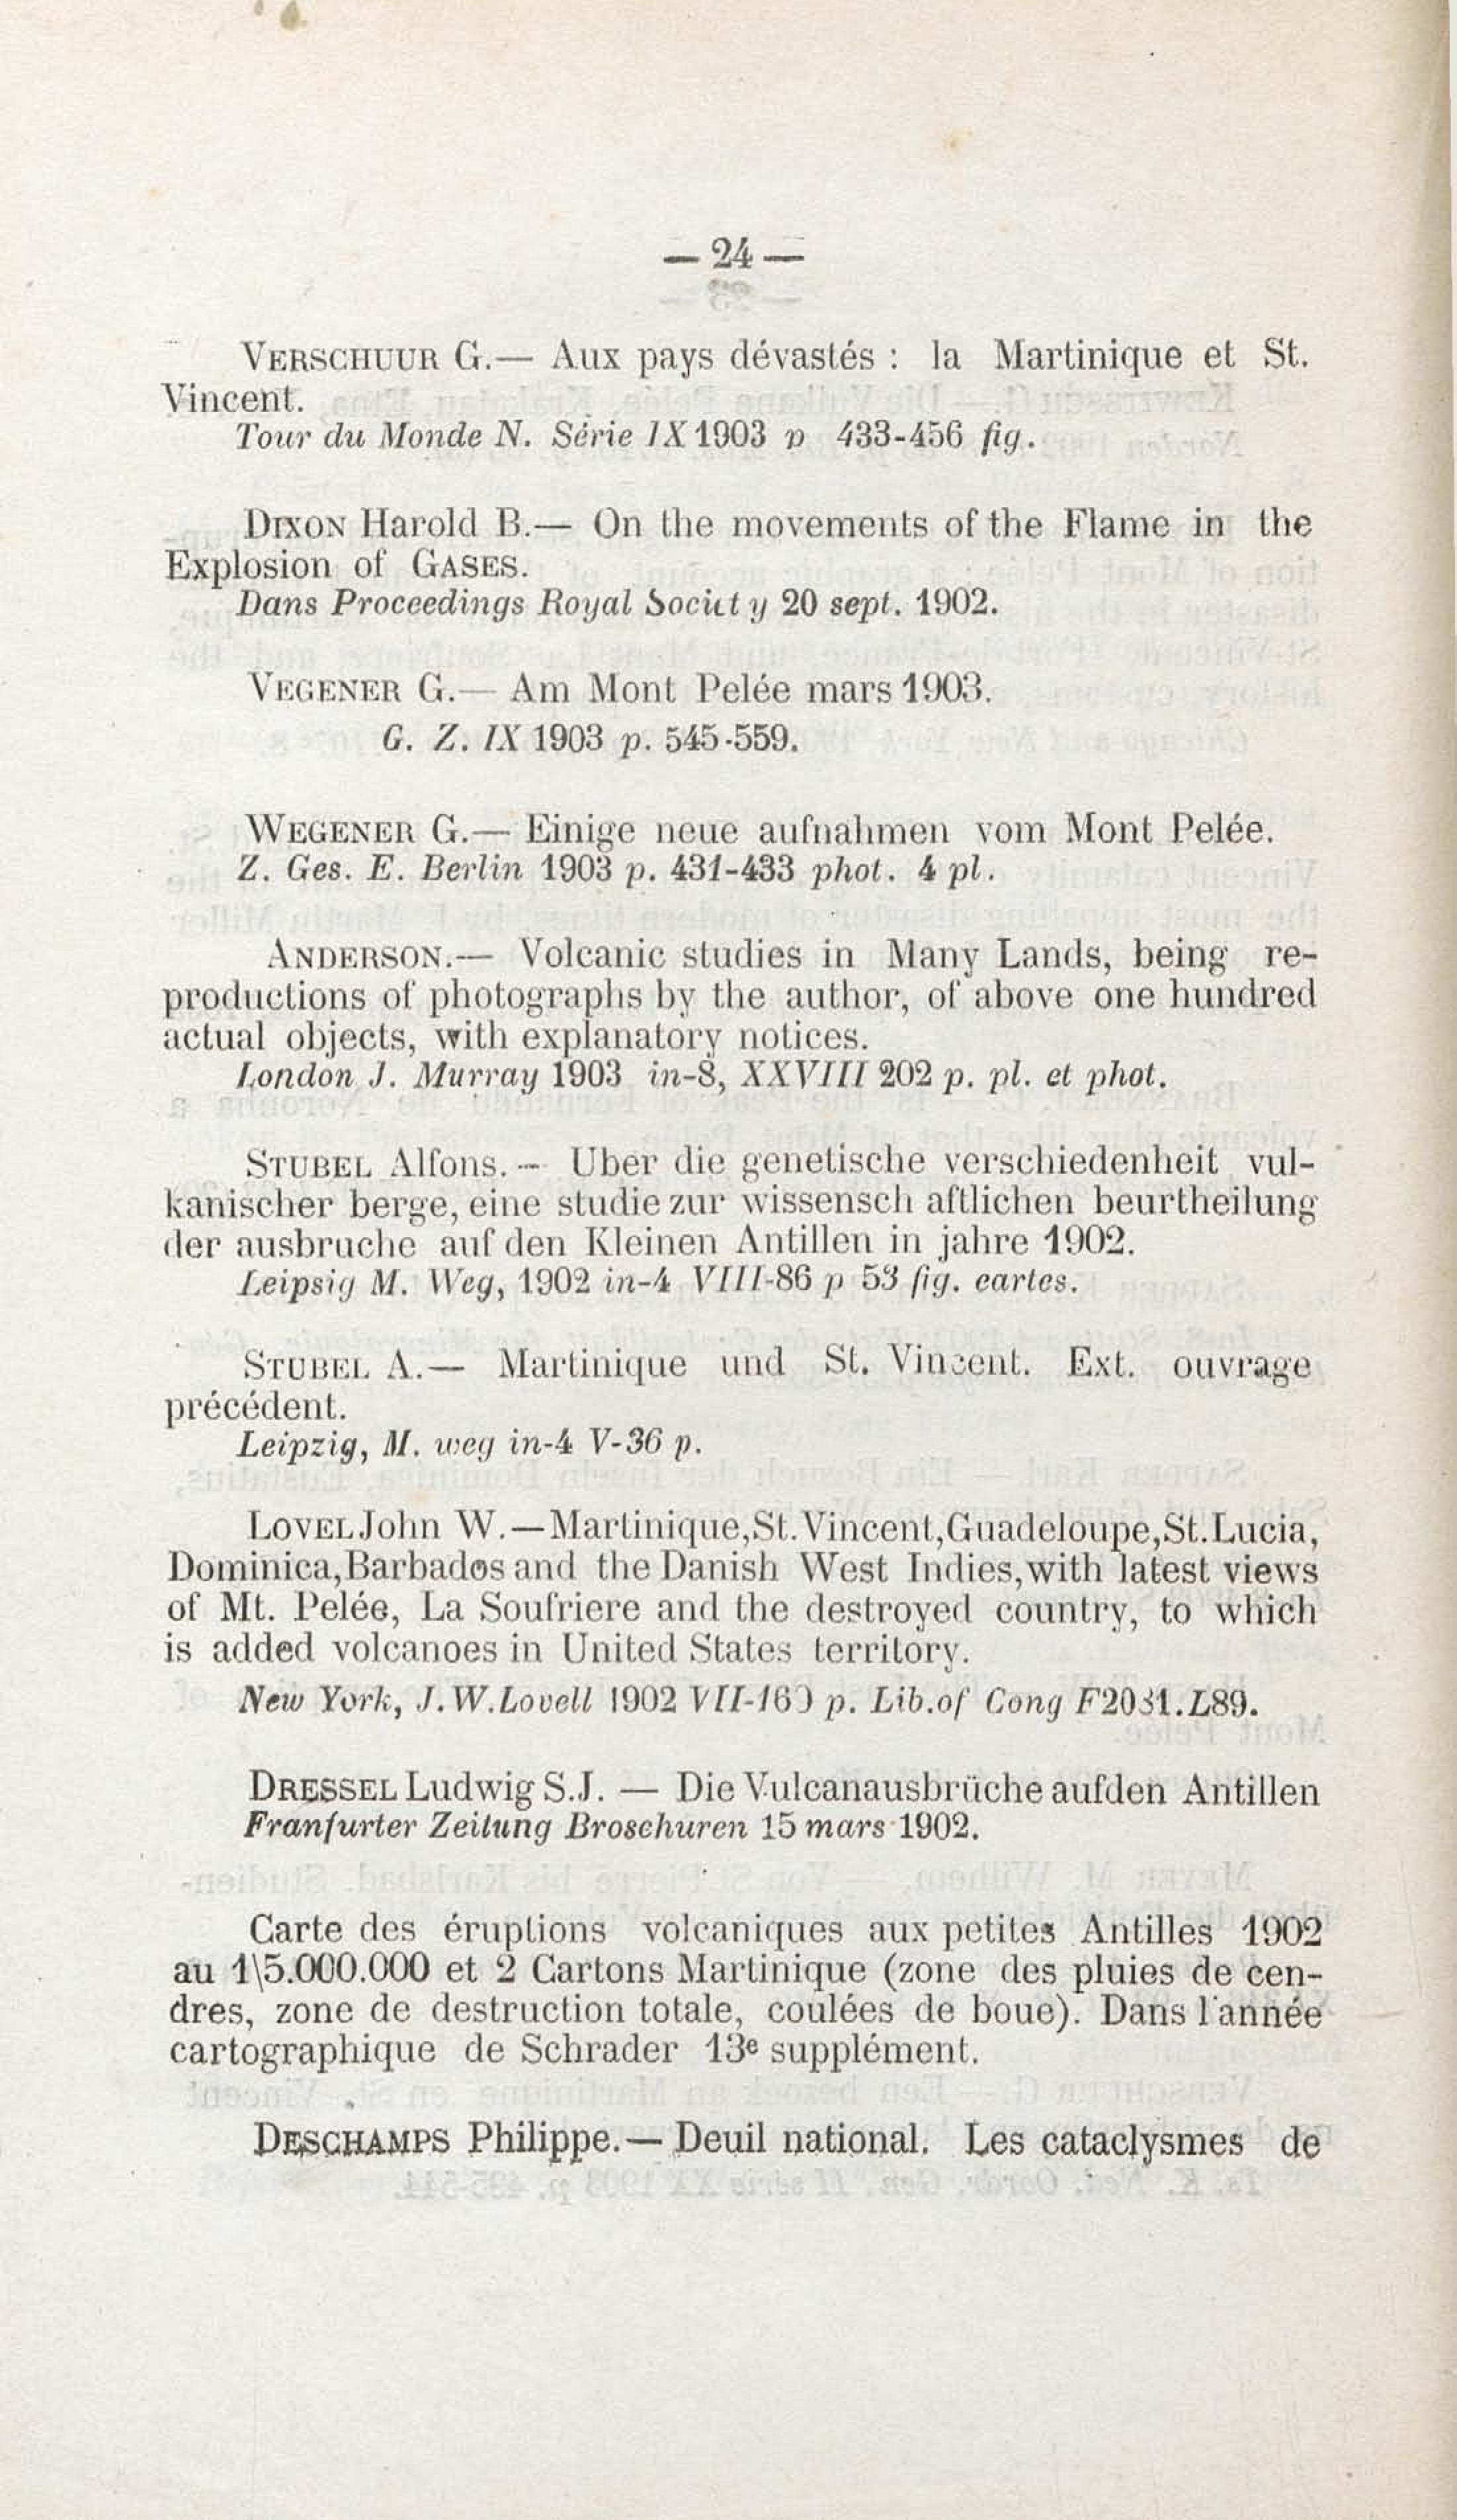 — 24 —
VERSCHUUR G.— Aux pays dévastés : la Martinique et St.
Vincent.
Tour du Monde N. Série IX 1903 p 433-456 fig.
DIXON Harold B.— On the movements of the Flame in the
Explosion of GASES.
Dans Proceedings Royal Society 20 sept. 1902.
VEGENER G.— Am Mont Pelée mars 1903.
G. Z. IX 1903 p. 545-559.
WEGENER G.— Einige neue aufnahmen vom Mont Pelée.
Z. Ges. E. Berlin 1903 p. 431-433 phot. 4 pl.
ANDERSON.— Volcanic studies in Many Lands, being re-
productions of photographs by the author, of above one hundred
actual objects, with explanatory notices.
London J. Murray 1903 in-8, XXVIII 202 p. pl. et phot.
STUBEL Alfons. — Uber die genetische verschiedenheit vul-
kanischer berge, eine studie zur wissensch aftlichen beurtheilung
der ausbruche auf den Kleinen Antillen in jahre 1902.
Leipsig M. Weg, 1902 in-4 VIII-86 p 53 fig. cartes.
STUBEL A.— Martinique und St. Vincent. Ext. ouvrage
précédent.
Leipzig, M. weg in-4 V-36 p.
LOVEL John W.—Martinique,St.Vincent,Guadeloupe,St.Lucia,
Dominica,Barbados and the Danish West Indies,with latest views
of Mt. Pelée, La Soufriere and the destroyed country, to which
is added volcanoes in United States territory.
New York, J.W.Lovell 1902 VII-160 p. Lib.of Cong F2031.L89.
DRESSEL Ludwig S.J. — Die Vulcanausbrüche aufden Antillen
Franfurter Zeitung Broschuren 15 mars 1902.
Carte des éruptions volcaniques aux petites Antilles 1902
au 1\5.000.000 et 2 Cartons Martinique (zone des pluies de cen-
dres, zone de destruction totale, coulées de boue). Dans l'année
cartographique de Schrader 13e supplément.
DESCHAMPS Philippe.— Deuil national. Les cataclysmes de